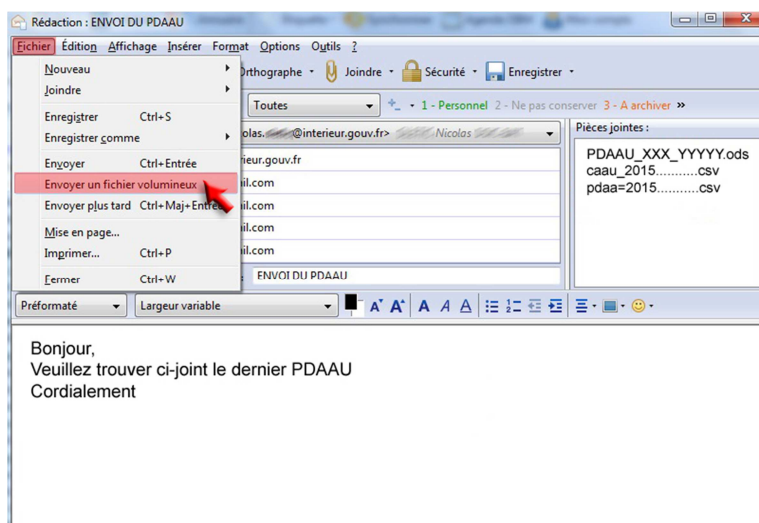 Rédaction : ENVOI DU PDAAU
Fichier Édition Affichage Insérer Format Options Outils ?
Nouveau
Joindre
Enregistrer Ctrl+S
Enregistrer comme
Envoyer Ctrl+Entrée
Envoyer un fichier volumineux
Envoyer plus tard Ctrl+Maj+Entrée
Mise en page...
Imprimer... Ctrl+P
Fermer Ctrl+W
Orthographe Joindre Sécurité Enregistrer
Toutes 1 - Personnel 2 - Ne pas conserver 3 - A archiver »
olas. @interieur.gouv.fr> Nicolas
rieur.gouv.fr
il.com
il.com
il.com
il.com
: ENVOI DU PDAAU
Pièces jointes :
PDAAU_XXX_YYYYY.ods
caau_2015...........csv
pdaa=2015...........csv
Préformaté Largeur variable
Bonjour,
Veuillez trouver ci-joint le dernier PDAAU
Cordialement